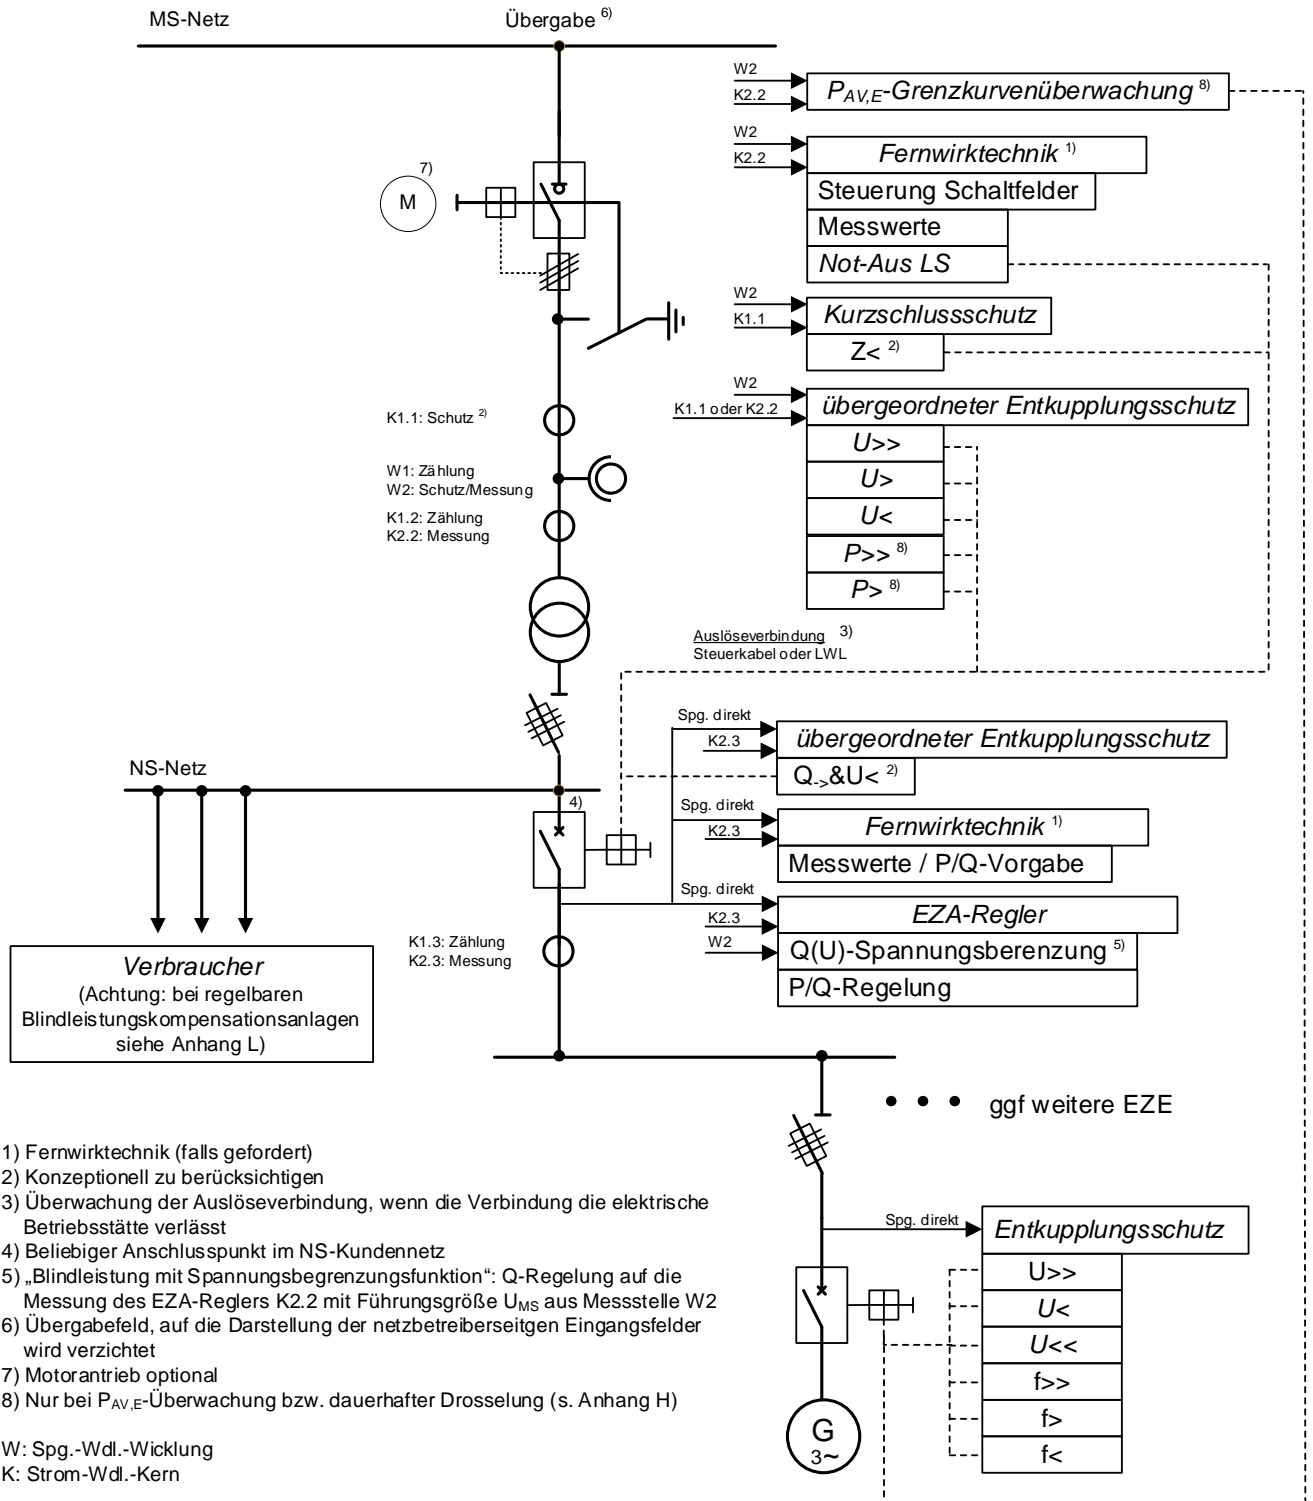 MS-Netz
Übergabe 6)
W2
K2.2
PAV,E-Grenzkurvenüberwachung 8)
W2
K2.2
Fernwirktechnik 1)
Steuerung Schaltfelder
Messwerte
Not-Aus LS
7)
M
W2
K1.1
Kurzschlussschutz
Z< 2)
W2
K1.1 oder K2.2
übergeordneter Entkupplungsschutz
U>>
U>
U<
P>> 8)
P> 8)
K1.1: Schutz 2)
W1: Zählung
W2: Schutz/Messung
K1.2: Zählung
K2.2: Messung
Auslöseverbindung 3)
Steuerkabel oder LWL
Spg. direkt
K2.3
übergeordneter Entkupplungsschutz
Q->&U< 2)
NS-Netz
4)
Spg. direkt
K2.3
Fernwirktechnik 1)
Messwerte / P/Q-Vorgabe
Spg. direkt
K2.3
W2
EZA-Regler
Q(U)-Spannungsberenzung 5)
P/Q-Regelung
K1.3: Zählung
K2.3: Messung
Verbraucher
(Achtung: bei regelbaren
Blindleistungskompensationsanlagen
siehe Anhang L)
ggf weitere EZE
1) Fernwirktechnik (falls gefordert)
2) Konzeptionell zu berücksichtigen
3) Überwachung der Auslöseverbindung, wenn die Verbindung die elektrische
Betriebsstätte verlässt
4) Beliebiger Anschlusspunkt im NS-Kundennetz
5) „Blindleistung mit Spannungsbegrenzungsfunktion“: Q-Regelung auf die
Messung des EZA-Reglers K2.2 mit Führungsgröße UMS aus Messstelle W2
6) Übergabefeld, auf die Darstellung der netzbetreiberseitgen Eingangsfelder
wird verzichtet
7) Motorantrieb optional
8) Nur bei PAV,E-Überwachung bzw. dauerhafter Drosselung (s. Anhang H)
W: Spg.-Wdl.-Wicklung
K: Strom-Wdl.-Kern
Spg. direkt
Entkupplungsschutz
U>>
U<
U<<
f>>
f>
f<
G
3~